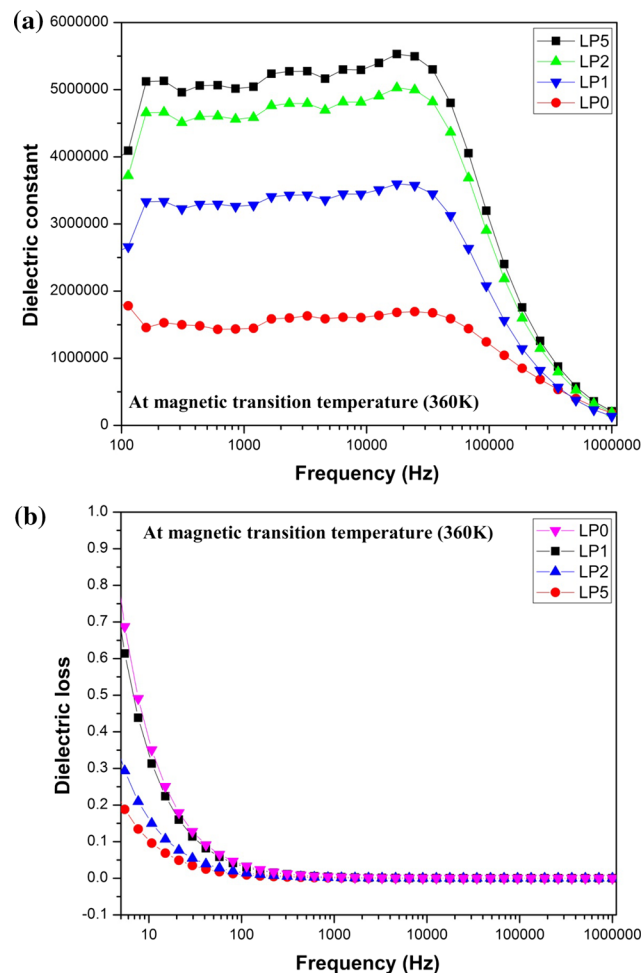 (a)
6000000
5000000
4000000
3000000
2000000
1000000
0
Dielectric constant
LP5
LP2
LP1
LP0
At magnetic transition temperature (360K)
100
1000
10000
100000
1000000
Frequency (Hz)
(b)
1.0
0.9
0.8
0.7
0.6
0.5
0.4
0.3
0.2
0.1
0.0
-0.1
Dielectric loss
At magnetic transition temperature (360K)
LP0
LP1
LP2
LP5
10
100
1000
10000
100000
1000000
Frequency (Hz)